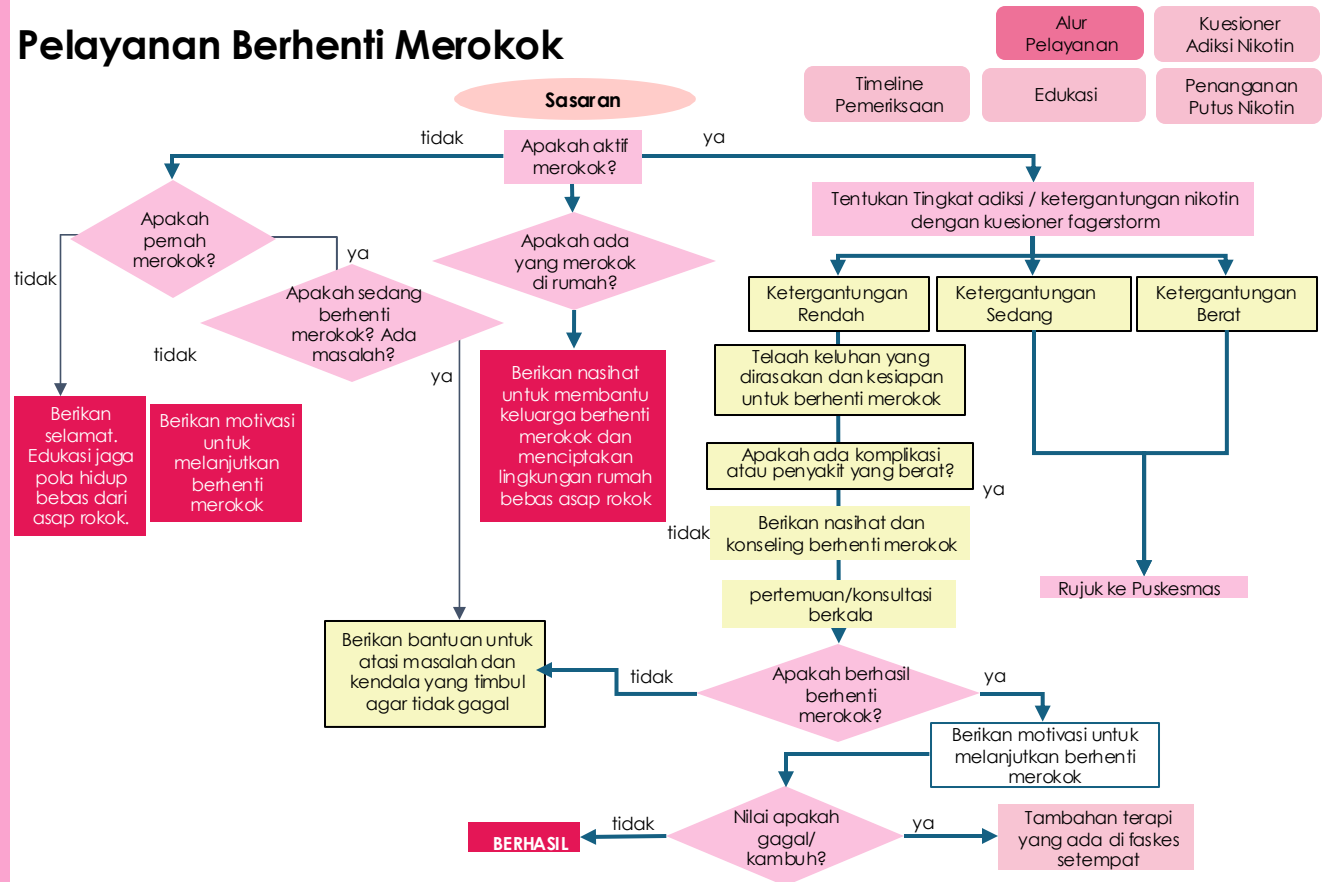 Pelayanan Berhenti Merokok
Alur
Pelayanan
Kuesioner
Adiksi Nikotin
Timeline
Pemeriksaan
Edukasi
Penanganan
Putus Nikotin
Sasaran
tidak
Apakah aktif
merokok?
ya
Apakah
pernah
merokok?
Apakah ada
yang merokok
di rumah?
Tentukan Tingkat adiksi / ketergantungan nikotin
dengan kuesioner fagerstorm
tidak
ya
Apakah sedang
berhenti
merokok? Ada
masalah?
tidak
ya
Ketergantungan
Rendah
Ketergantungan
Sedang
Ketergantungan
Berat
Berikan
selamat.
Edukasi jaga
pola hidup
bebas dari
asap rokok.
Berikan motivasi
untuk
melanjutkan
berhenti
merokok
Berikan nasihat
untuk membantu
keluarga berhenti
merokok dan
menciptakan
lingkungan rumah
bebas asap rokok
Telaah keluhan yang
dirasakan dan kesiapan
untuk berhenti merokok
Apakah ada komplikasi
atau penyakit yang berat?
ya
tidak
Berikan nasihat dan
konseling berhenti merokok
Rujuk ke Puskesmas
pertemuan/konsultasi
berkala
Berikan bantuan untuk
atasi masalah dan
kendala yang timbul
agar tidak gagal
tidak
Apakah berhasil
berhenti
merokok?
ya
Berikan motivasi untuk
melanjutkan berhenti
merokok
BERHASIL
tidak
Nilai apakah
gagal/
kambuh?
ya
Tambahan terapi
yang ada di faskes
setempat